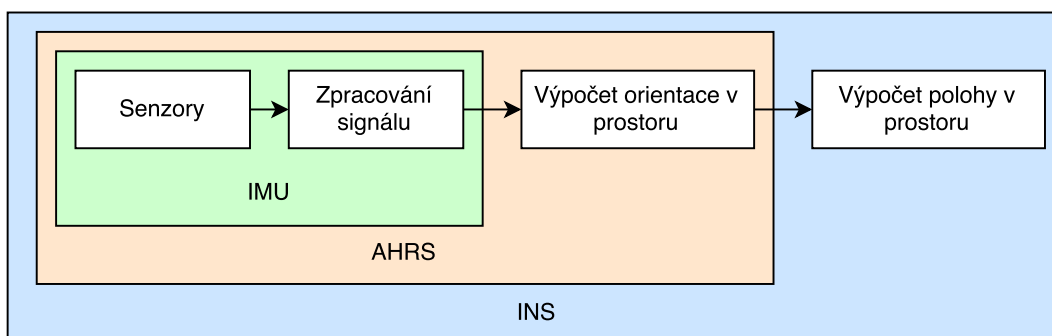 Senzory
Zpracování
signálu
Výpočet orientace v
prostoru
Výpočet polohy v
prostoru
IMU
AHRS
INS